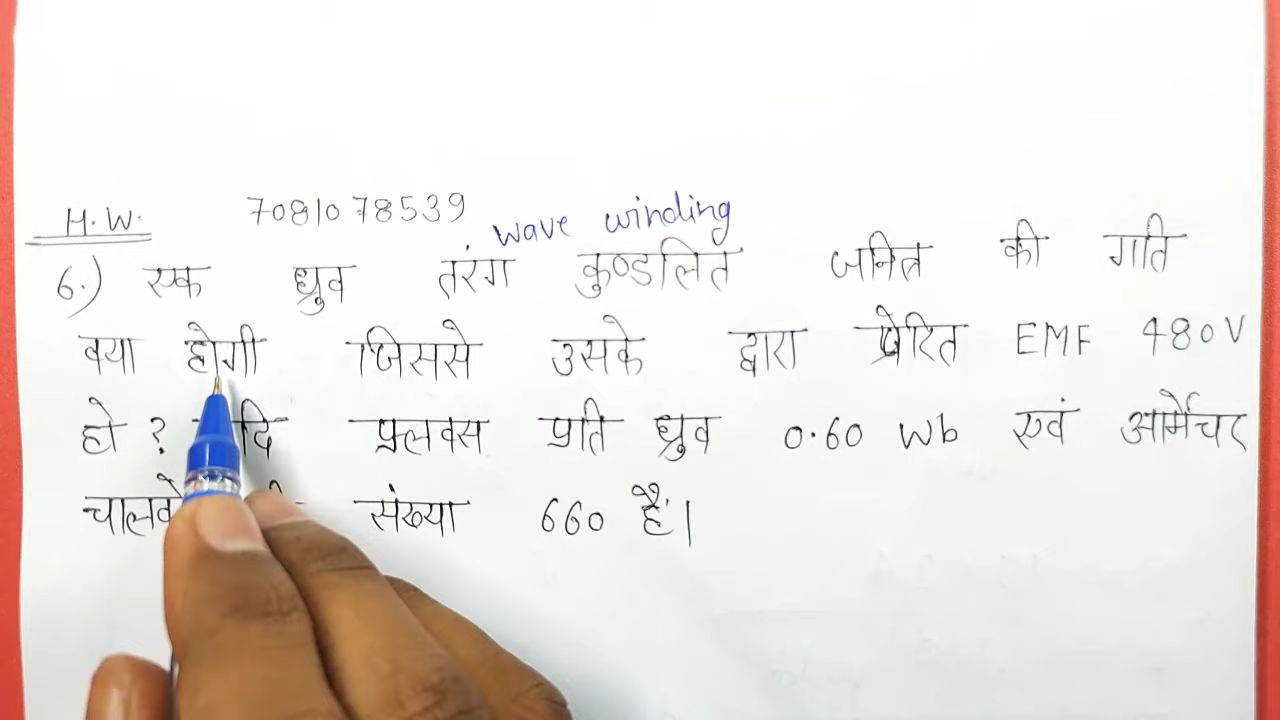 H.W. 7081078539
wave winding
6.) एक ध्रुव तरंग कुण्डलित जनित्र की गति
क्या होगी जिससे उसके द्वारा प्रेरित EMF 480V
हो ? फ्लक्स प्रति ध्रुव 0.60 Wb एवं आर्मेचर
संख्या 660 है।